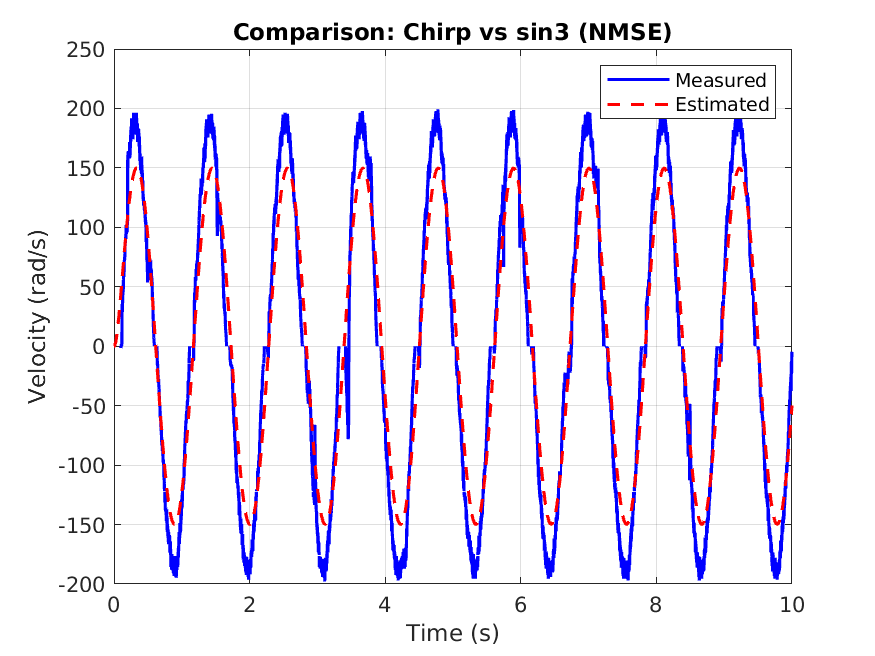 Comparison: Chirp vs sin3 (NMSE)
250
200
150
100
50
0
-50
-100
-150
-200
Velocity (rad/s)
Measured
Estimated
0 2 4 6 8 10
Time (s)